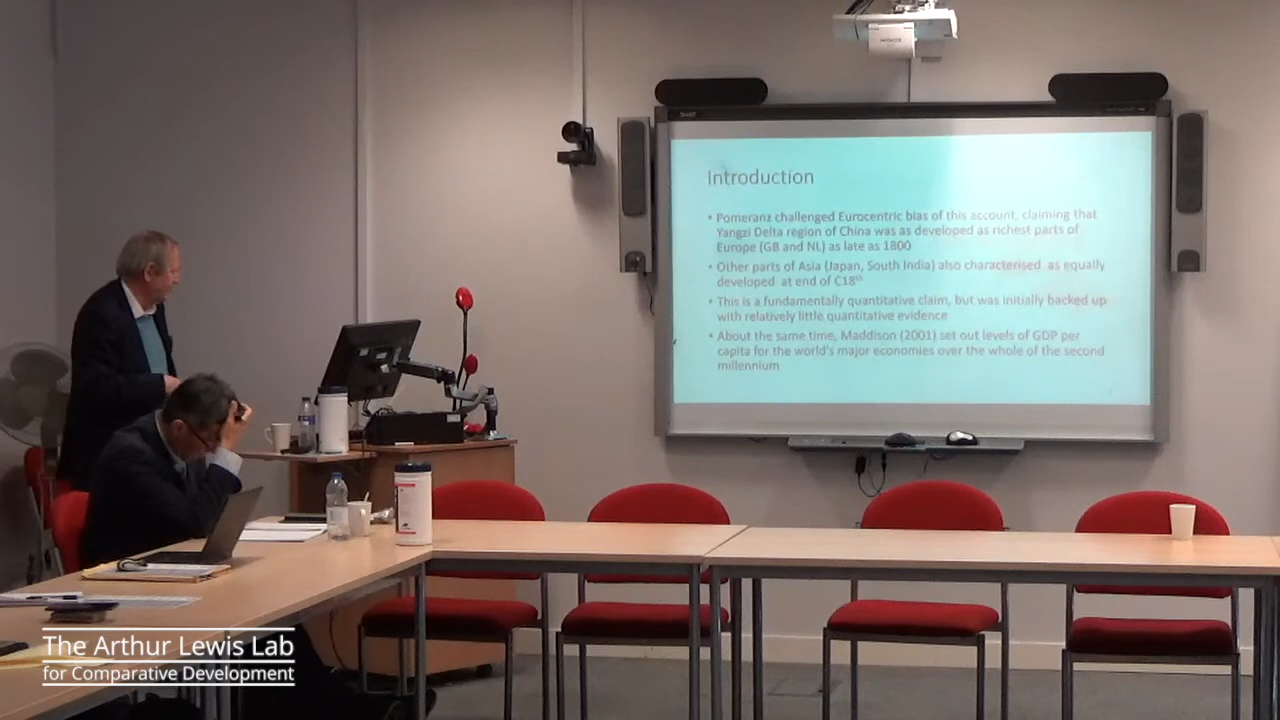 Introduction
• Pomeranz challenged Eurocentric bias of this account, claiming that
Yangzi Delta region of China was as developed as richest parts of
Europe (GB and NL) as late as 1800
• Other parts of Asia (Japan, South India) also characterised as equally
developed at end of C18th
• This is a fundamentally quantitative claim, but was initially backed up
with relatively little quantitative evidence
• About the same time, Maddison (2001) set out levels of GDP per
capita for the world's major economies over the whole of the second
millennium
The Arthur Lewis Lab
for Comparative Development